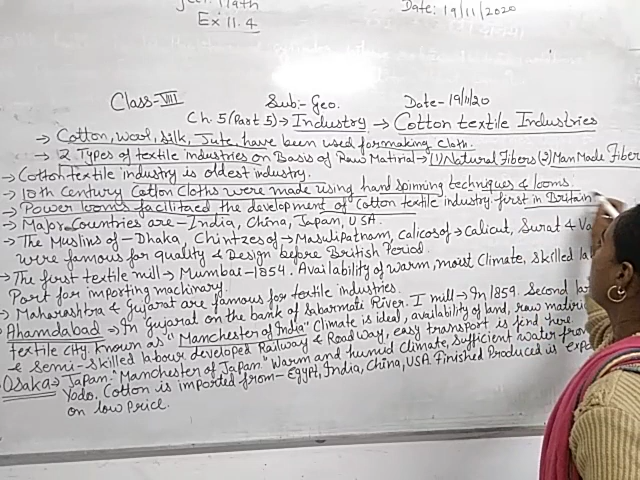 Ex 11.4
Date: 19/11/2020
Class-VIII Sub:- Geo. Date- 19/11/20
Ch. 5 (Part 5) → Industry → Cotton textile Industries
→ Cotton, Wool, Silk, Jute, have been used for making cloth.
→ 2 Types of textile industries on Basis of Raw Matirial → (1) Natural Fibers (2) Man Made Fiber
→ Cotton textile industry is oldest industry.
→ 18th Century Cotton Cloths were made using hand spinning techniques & looms.
→ Power looms facilitaed the development of Cotton textile industry first in Britain
→ Major Countries are - India, China, Japan, U.S.A.
→ The Muslins of - Dhaka, Chintzes of → Masulipatnam, Calicos of → Calicut, Surat & Va
were famous for quality & Design before British Period.
→ The first textile mill → Mumbai - 1854. Availability of warm, moist Climate, Skilled la
Port for importing machinary.
→ Maharashtra & Gujarat are famous for textile industries.
→ Ahamdabad → In Gujarat on the bank of Sabarmati River. I mill → In 1859. Second lar
textile city. known as "Manchester of India" Climate is ideal, availability of land, raw materi
& Semi-skilled labour developed Railway & Road way, easy transport is find here.
Osaka → Japan "Manchester of Japan" Warm and humid Climate, Sufficient water from
Yodo, Cotton is imported from - Egypt, India, China, USA Finished Produced is expo
on low Price.